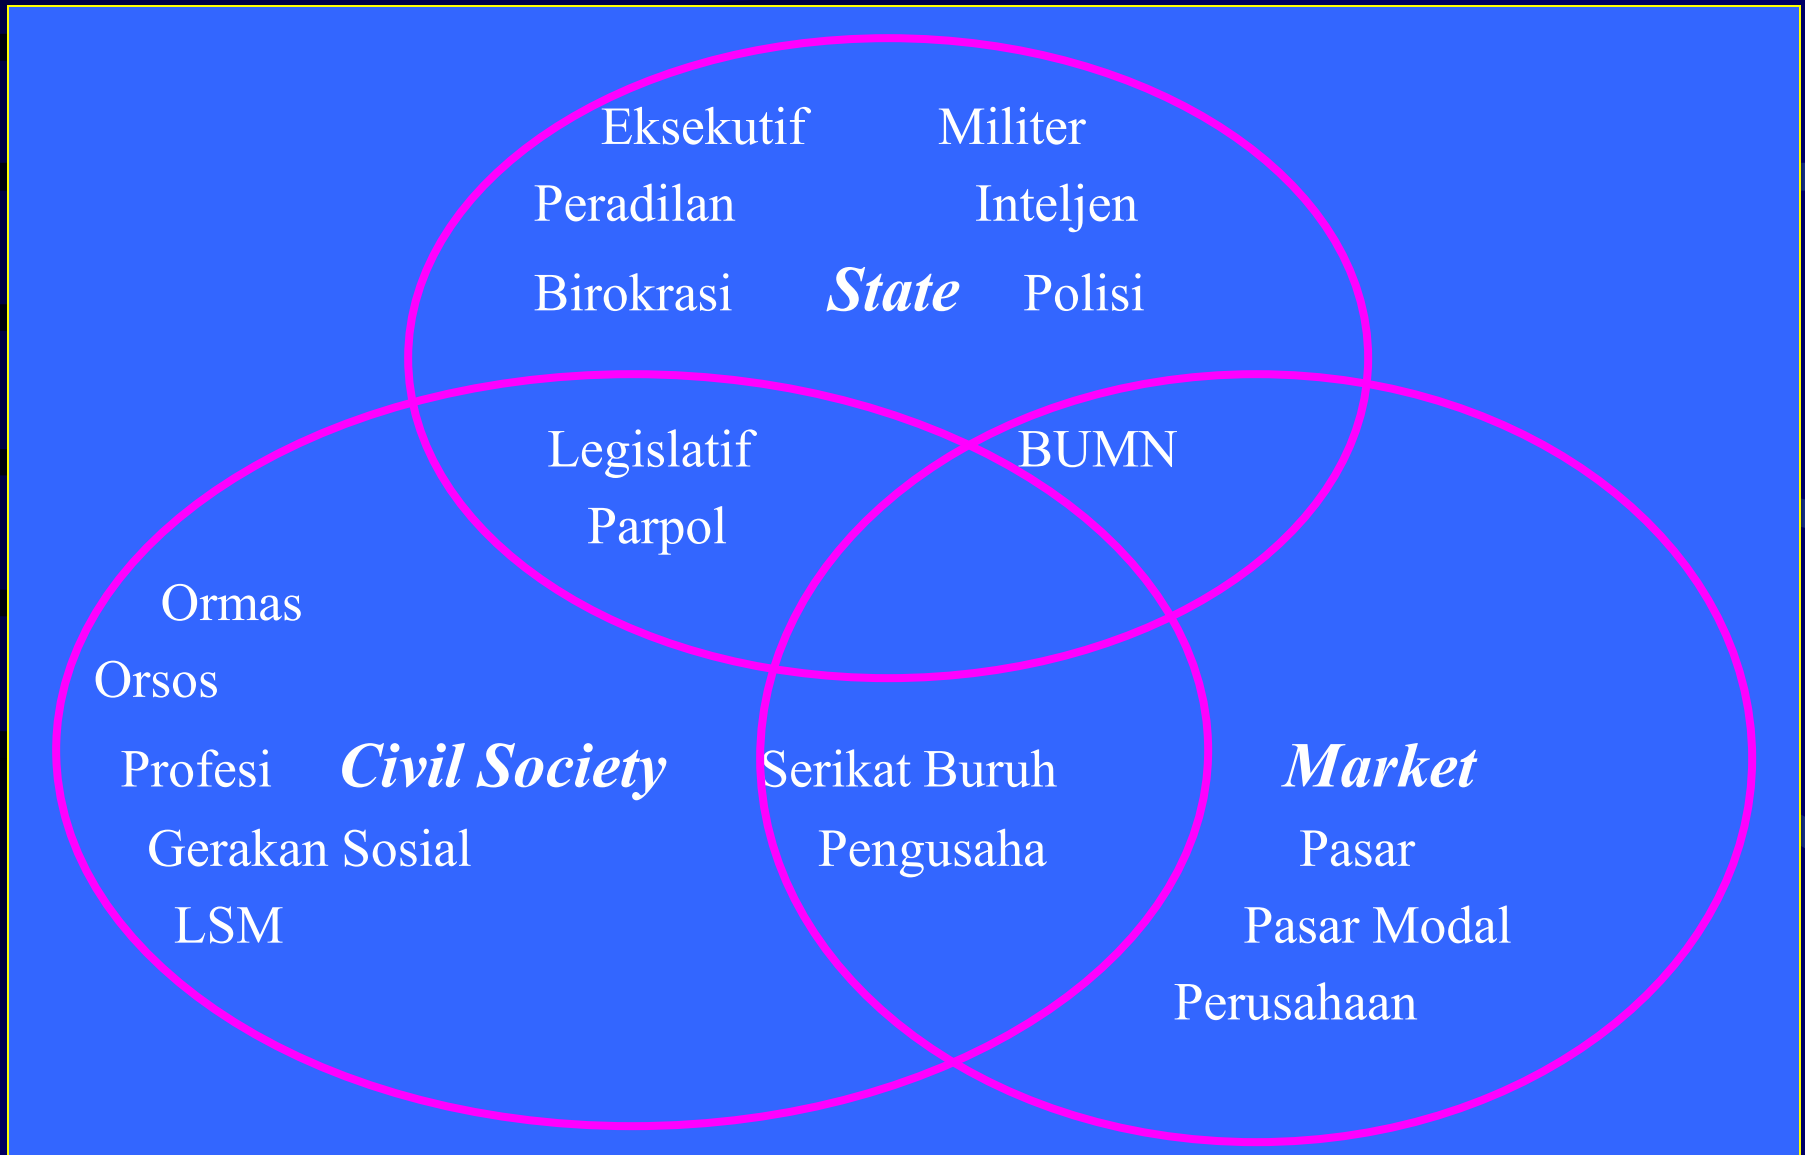 Eksekutif Militer
Peradilan Inteljen
Birokrasi State Polisi
Legislatif BUMN
Parpol
Ormas
Orsos
Profesi Civil Society Serikat Buruh Market
Gerakan Sosial Pengusaha Pasar
LSM Pasar Modal
Perusahaan